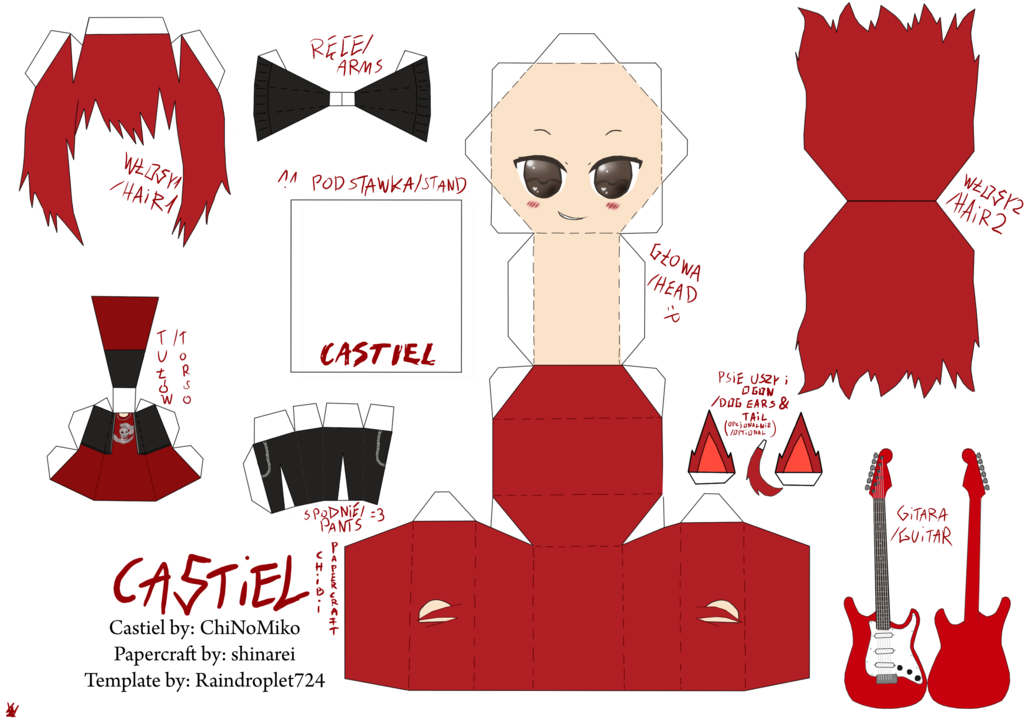 RĘCE/
ARMS
WŁOSY1
/HAIR1
^^ PODSTAWKA/STAND
CASTIEL
GŁOWA
/HEAD
:P
WŁOSY2
/HAIR2
TUŁÓW
/TORSO
SPODNIE/ =3
PANTS
PSIE USZY i
OGON
/DOG EARS &
TAIL
(OPCJONALNIE)
/OPTIONAL)
GITARA
/GUITAR
CASTIEL
CHIBI
PAPERCRAFT
Castiel by: ChiNoMiko
Papercraft by: shinarei
Template by: Raindroplet724